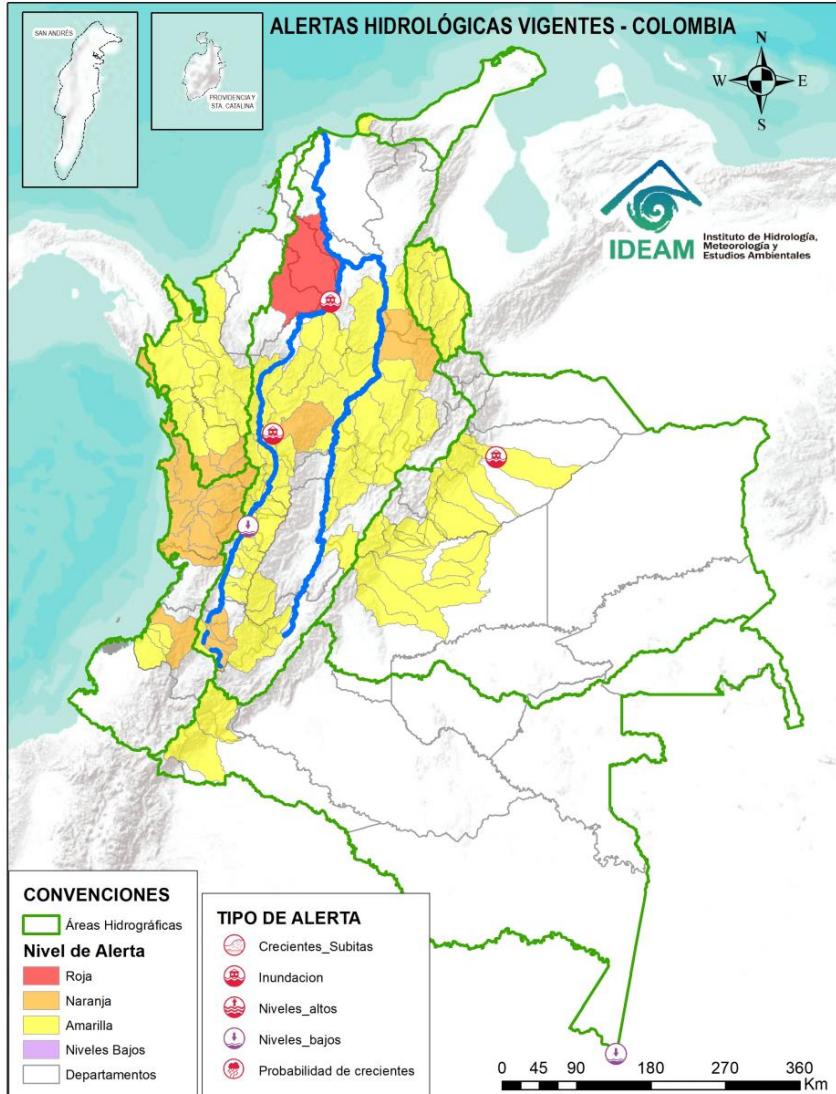 ALERTAS HIDROLÓGICAS VIGENTES - COLOMBIA
SAN ANDRÉS
PROVIDENCIA Y
STA. CATALINA
N
W
E
S
IDEAM
Instituto de Hidrología,
Meteorología y
Estudios Ambientales
CONVENCIONES
Áreas Hidrográficas
Nivel de Alerta
Roja
Naranja
Amarilla
Niveles Bajos
Departamentos
TIPO DE ALERTA
Crecientes_Subitas
Inundacion
Niveles_altos
Niveles_bajos
Probabilidad de crecientes
0 45 90 180 270 360
Km